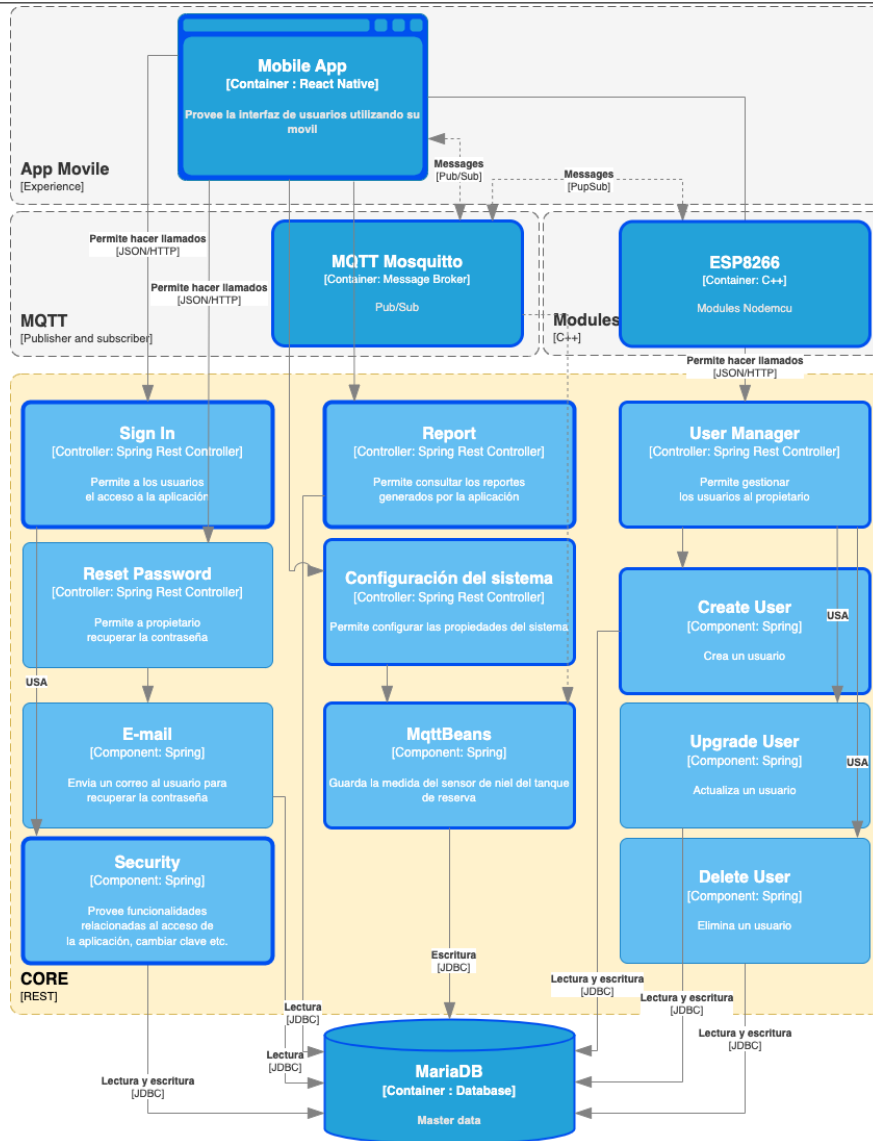 Mobile App
[Container : React Native]
Provee la interfaz de usuarios utilizando su
movil
App Movile
[Experience]
Messages
[Pub/Sub]
Messages
[PupSub]
Permite hacer llamados
[JSON/HTTP]
Permite hacer llamados
[JSON/HTTP]
MQTT Mosquitto
[Container: Message Broker]
Pub/Sub
MQTT
[Publisher and subscriber]
ESP8266
[Container: C++]
Modules Nodemcu
Modules
[C++]
Permite hacer llamados
[JSON/HTTP]
Sign In
[Controller: Spring Rest Controller]
Permite a los usuarios
el acceso a la aplicación
Report
[Controller: Spring Rest Controller]
Permite consultar los reportes
generados por la aplicación
User Manager
[Controller: Spring Rest Controller]
Permite gestionar
los usuarios al propietario
Reset Password
[Controller: Spring Rest Controller]
Permite a propietario
recuperar la contraseña
Configuración del sistema
[Controller: Spring Rest Controller]
Permite configurar las propiedades del sistema
Create User
[Component: Spring]
Crea un usuario
USA
USA
E-mail
[Component: Spring]
Envia un correo al usuario para
recuperar la contraseña
MqttBeans
[Component: Spring]
Guarda la medida del sensor de niel del tanque
de reserva
Upgrade User
[Component: Spring]
Actualiza un usuario
USA
Security
[Component: Spring]
Provee funcionalidades
relacionadas al acceso de
la aplicación, cambiar clave etc.
Delete User
[Component: Spring]
Elimina un usuario
CORE
[REST]
Escritura
[JDBC]
Lectura y escritura
[JDBC]
Lectura y escritura
[JDBC]
Lectura
[JDBC]
Lectura y escritura
[JDBC]
Lectura
[JDBC]
Lectura y escritura
[JDBC]
MariaDB
[Container : Database]
Master data